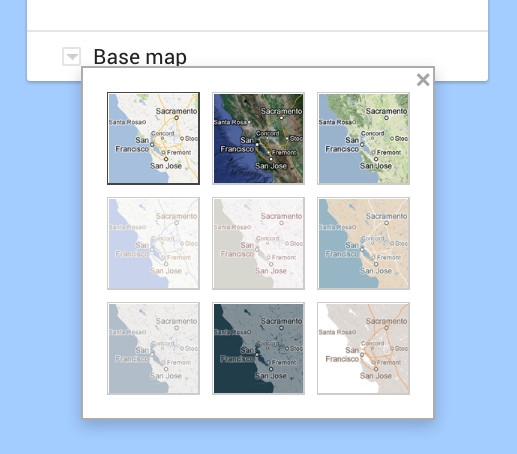 Base map
Sacramento
Santa Rosa
Concord
Stoc
San
Francisco
Fremont
San Jose
Sacramento
Santa Rosa
Concord
Stoc
San
Francisco
Fremont
San Jose
Sacramento
Santa Rosa
Concord
Stoc
San
Francisco
Fremont
San Jose
Sacramento
Santa Rosa
Concord
Stoc
San
Francisco
Fremont
San Jose
Sacramento
Santa Rosa
Concord
Stoc
San
Francisco
Fremont
San Jose
Sacramento
Santa Rosa
Concord
Stoc
San
Francisco
Fremont
San Jose
Sacramento
Santa Rosa
Concord
Stoc
San
Francisco
Fremont
San Jose
Sacramento
Santa Rosa
Concord
Stoc
San
Francisco
Fremont
San Jose
Sacramento
Santa Rosa
Concord
Stoc
San
Francisco
Fremont
San Jose